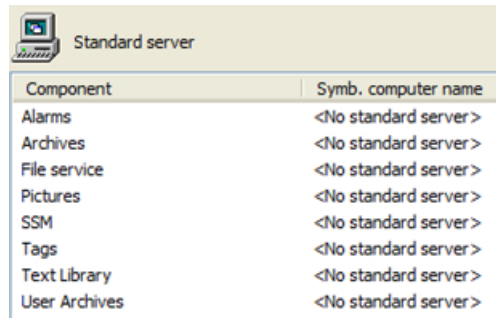 Standard server
Component Symb. computer name
Alarms <No standard server>
Archives <No standard server>
File service <No standard server>
Pictures <No standard server>
SSM <No standard server>
Tags <No standard server>
Text Library <No standard server>
User Archives <No standard server>